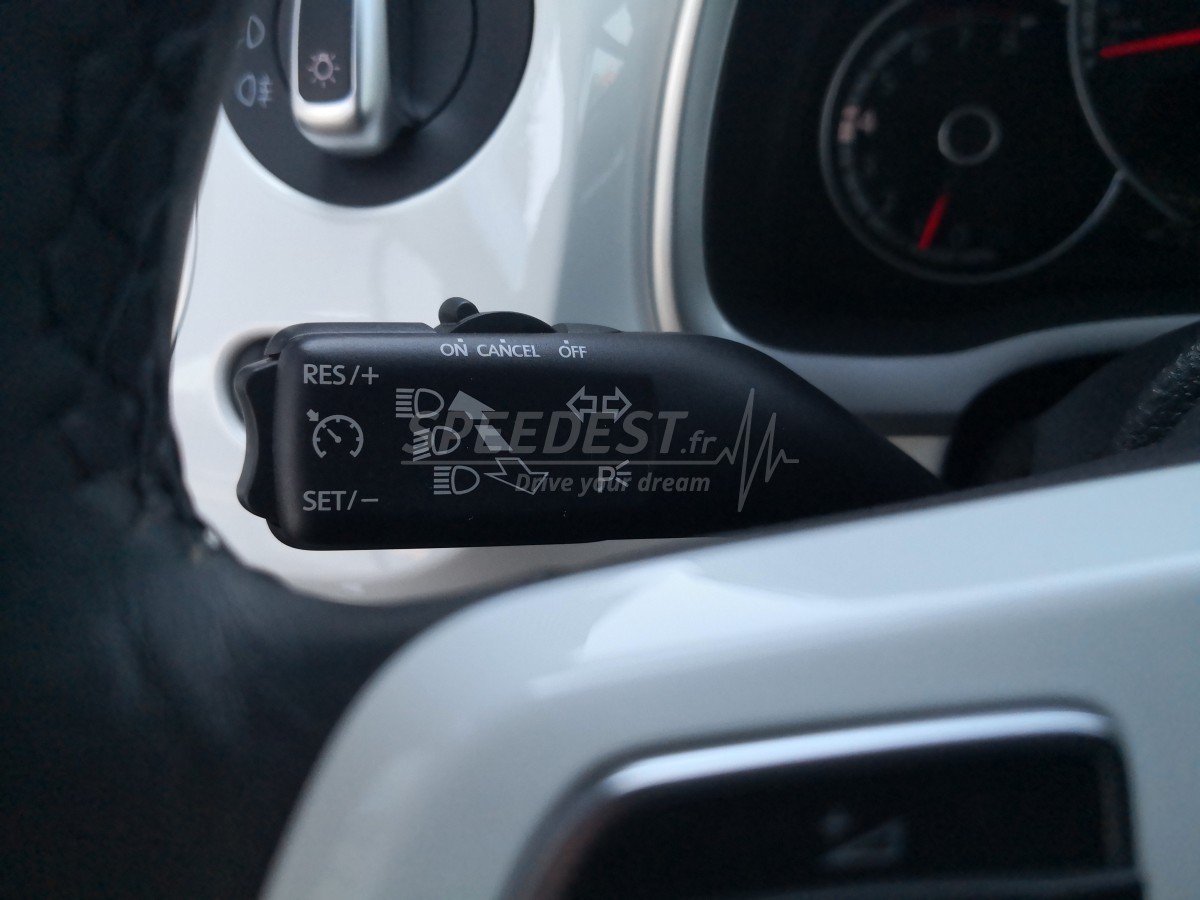 ON CANCEL OFF
RES/+
SPEEDEST.fr
P
Drive your dream
SET/-